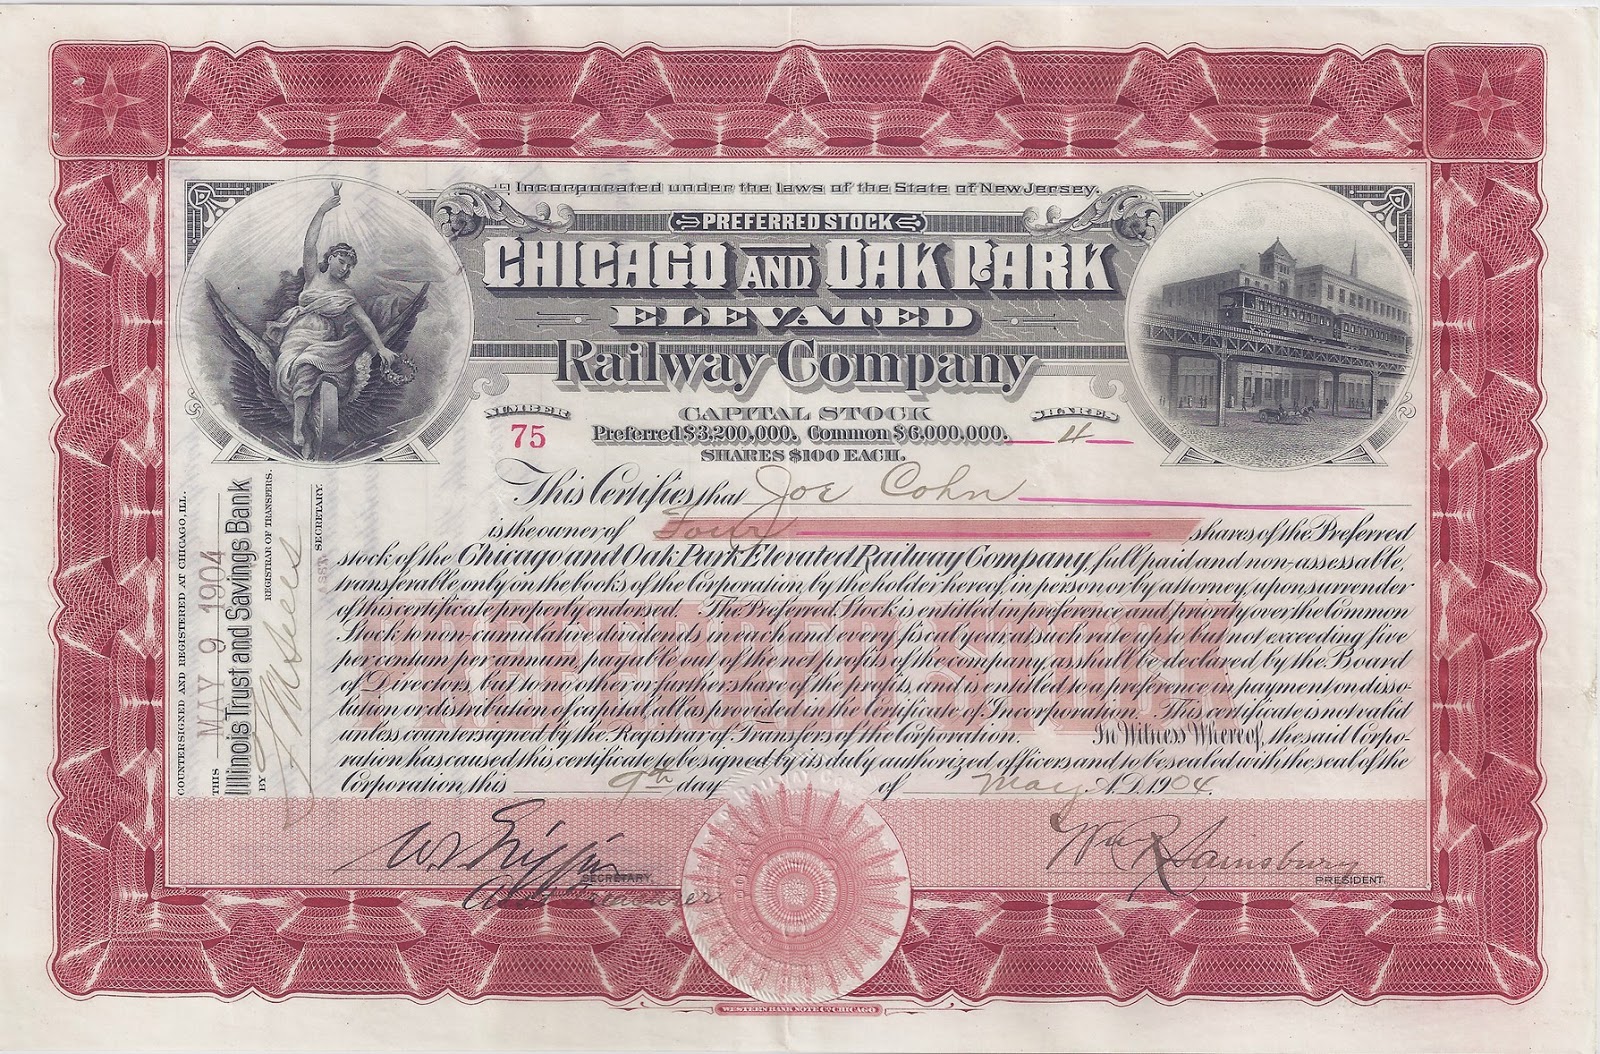 Incorporated under the laws of the State of New Jersey.
PREFERRED STOCK
CHICAGO AND OAK PARK
ELEVATED
Railway Company
NUMBER
75
CAPITAL STOCK
Preferred $3,200,000. Common $6,000,000.
SHARES $100 EACH.
SHARES
4
This Certifies that Joe Cohn
is the owner of Four shares of the Preferred
stock of the Chicago and Oak Park Elevated Railway Company, full paid and non-assessable,
transferable only on the books of the Corporation, by the holder hereof, in person or by attorney, upon surrender
of this certificate properly endorsed. The Preferred Stock is entitled in preference and priority over the Common
Stock to non-cumulative dividends in each and every fiscal year, at such rate up to but not exceeding five
per centum per annum, payable out of the net profits of the company, as shall be declared by the Board
of Directors, but to no other or further share of the profits, and is entitled to a preference in payment on disso-
lution or distribution of capital, all as provided in the Certificate of Incorporation. This certificate is not valid
unless countersigned by the Registrar of Transfers of the Corporation. In Witness Whereof, the said Corpo-
ration has caused this certificate to be signed by its duly authorized officers and to be sealed with the seal of the
Corporation, this 9th day of May A.D. 1904.
PREFERRED STOCK
COUNTERSIGNED AND REGISTERED AT CHICAGO, ILL.
THIS MAY 9 1904
Illinois Trust and Savings Bank
REGISTRAR OF TRANSFERS.
BY
SECRETARY.
SECRETARY.
Treasurer
Wm R Sainsbury
PRESIDENT.
WESTERN BANK NOTE CO. CHICAGO